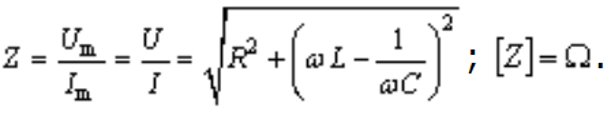 Z = U_m / I_m = U / I = √(R² + (ωL − 1/(ωC))²) ; [Z] = Ω.